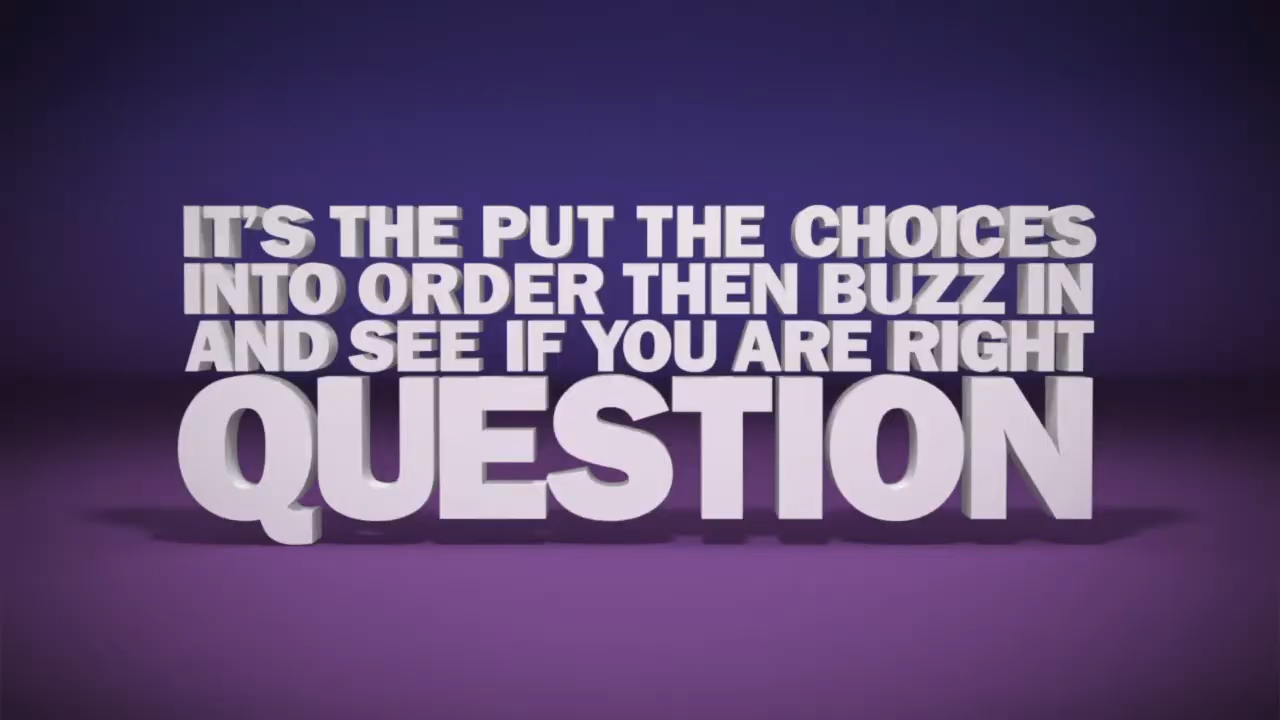 IT'S THE PUT THE CHOICES
INTO ORDER THEN BUZZ IN
AND SEE IF YOU ARE RIGHT
QUESTION